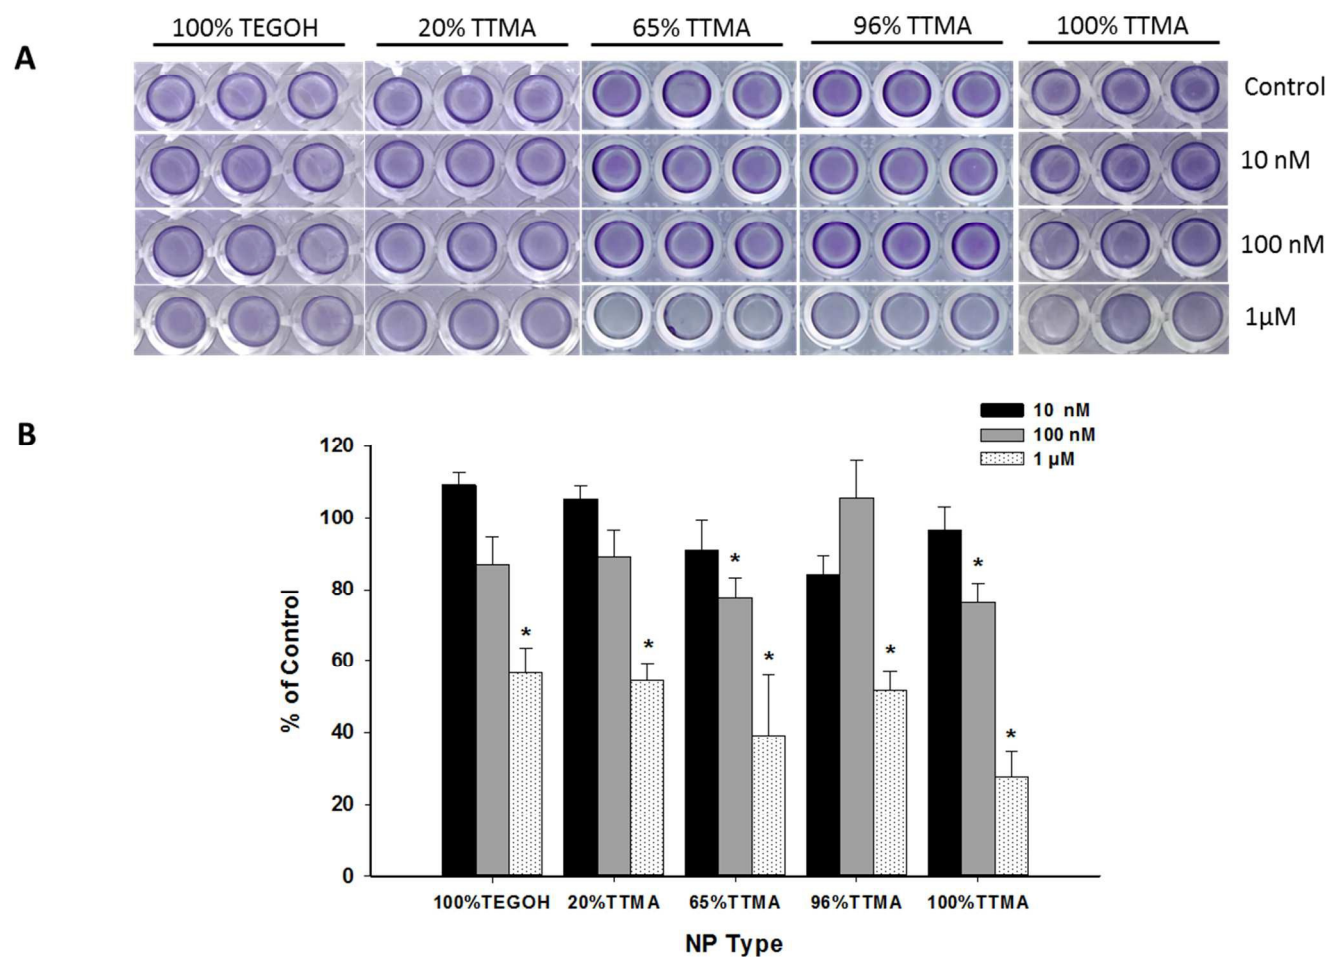 100% TEGOH 20% TTMA 65% TTMA 96% TTMA 100% TTMA
A
Control
10 nM
100 nM
1µM
B
10 nM
100 nM
1 µM
120
100
80
60
40
20
0
% of Control
* * * * * * *
100%TEGOH 20%TTMA 65%TTMA 96%TTMA 100%TTMA
NP Type